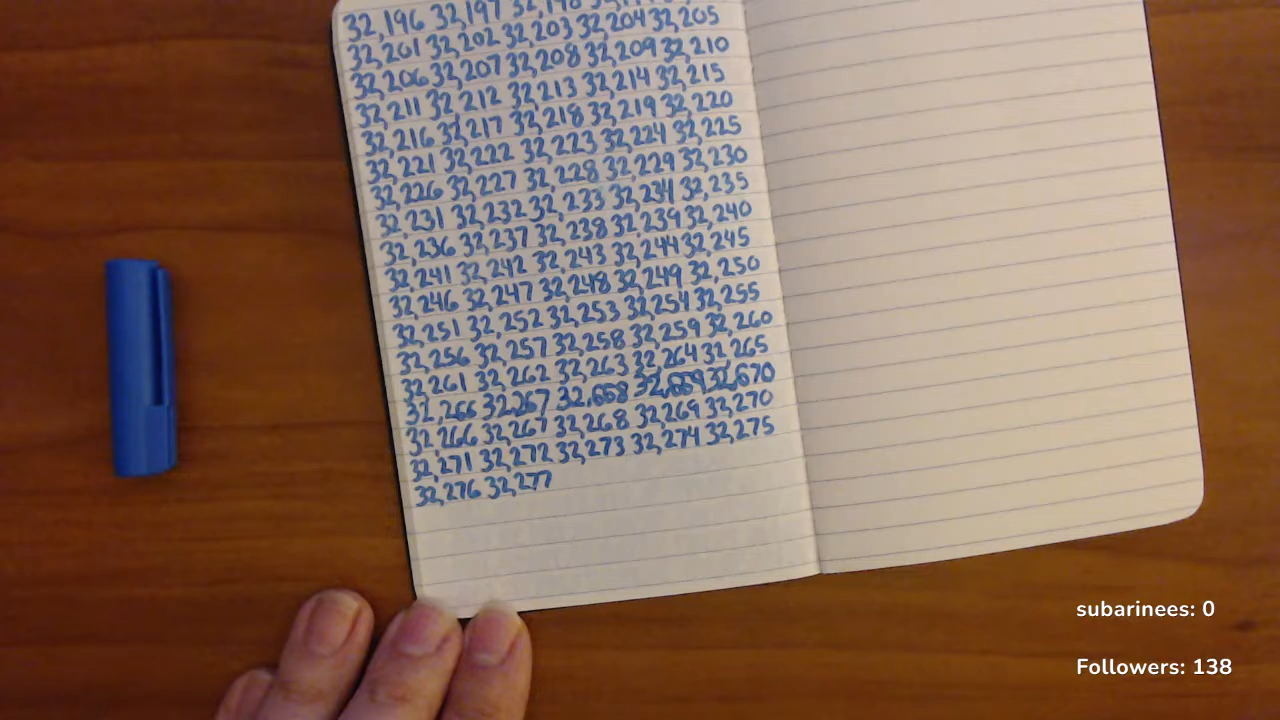 32,196 32,197 32,198
32,201 32,202 32,203 32,204 32,205
32,206 32,207 32,208 32,209 32,210
32,211 32,212 32,213 32,214 32,215
32,216 32,217 32,218 32,219 32,220
32,221 32,222 32,223 32,224 32,225
32,226 32,227 32,228 32,229 32,230
32,231 32,232 32,233 32,234 32,235
32,236 32,237 32,238 32,239 32,240
32,241 32,242 32,243 32,244 32,245
32,246 32,247 32,248 32,249 32,250
32,251 32,252 32,253 32,254 32,255
32,256 32,257 32,258 32,259 32,260
32,261 32,262 32,263 32,264 32,265
32,266 32,267 32,668 32,669 32,670
32,266 32,267 32,268 32,269 32,270
32,271 32,272 32,273 32,274 32,275
32,276 32,277
subarinees: 0
Followers: 138